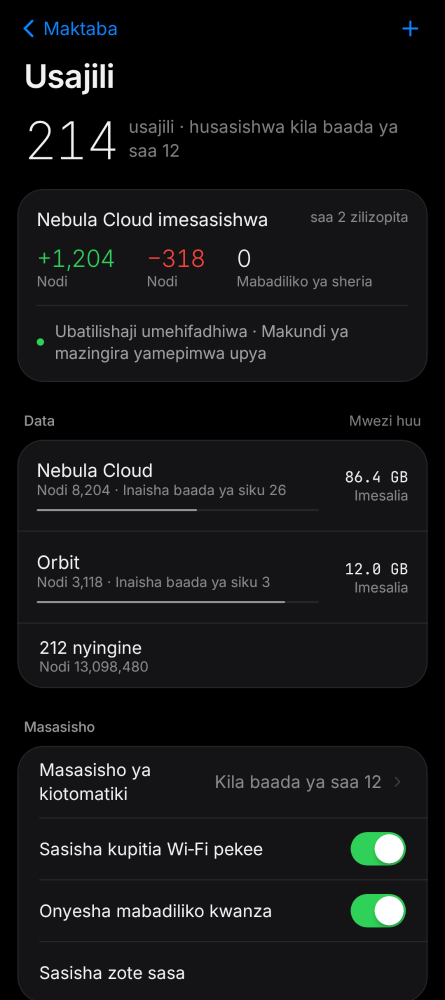 Maktaba
Usajili
214 usajili · husasishwa kila baada ya
saa 12
Nebula Cloud imesasishwa saa 2 zilizopita
+1,204 −318 0
Nodi Nodi Mabadiliko ya sheria
Ubatilishaji umehifadhiwa · Makundi ya
mazingira yamepimwa upya
Data Mwezi huu
Nebula Cloud 86.4 GB
Nodi 8,204 · Inaisha baada ya siku 26 Imesalia
Orbit 12.0 GB
Nodi 3,118 · Inaisha baada ya siku 3 Imesalia
212 nyingine
Nodi 13,098,480
Masasisho
Masasisho ya
kiotomatiki Kila baada ya saa 12
Sasisha kupitia Wi-Fi pekee
Onyesha mabadiliko kwanza
Sasisha zote sasa